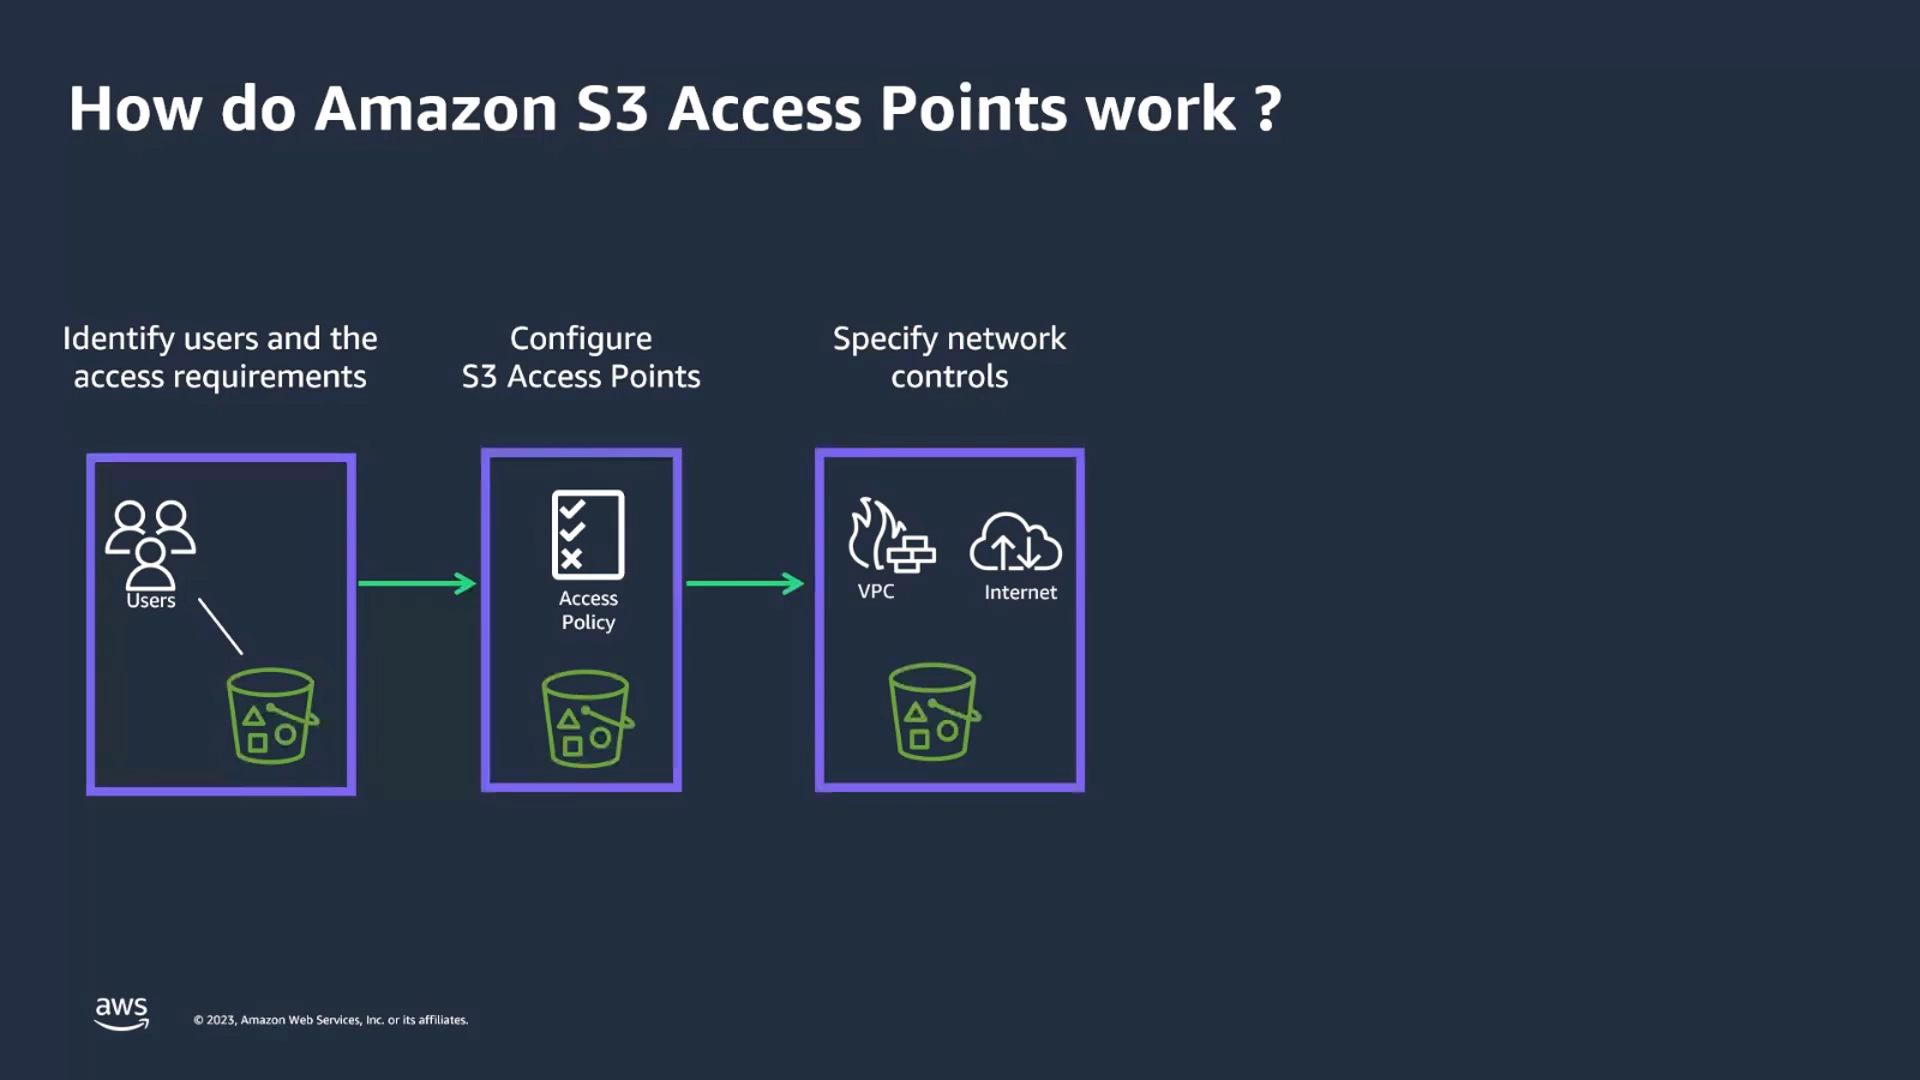 How do Amazon S3 Access Points work ?
Identify users and the
access requirements
Configure
S3 Access Points
Specify network
controls
Users
Access
Policy
VPC
Internet
aws
© 2023, Amazon Web Services, Inc. or its affiliates.